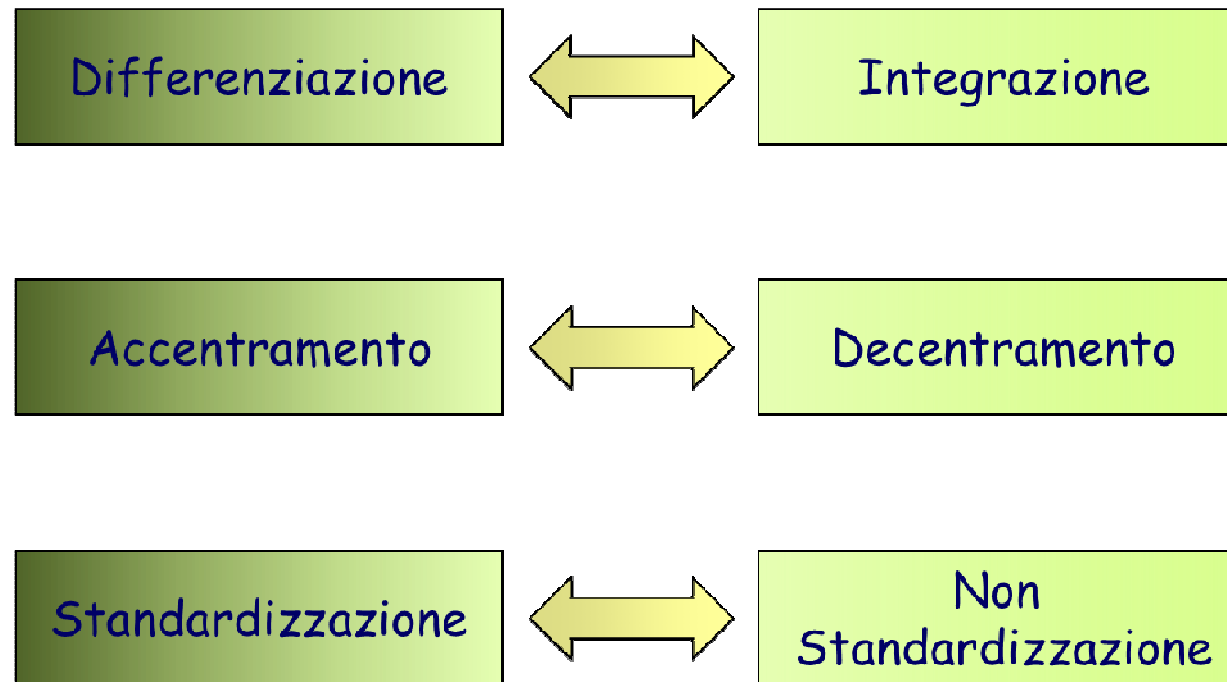 Differenziazione
Integrazione
Accentramento
Decentramento
Standardizzazione
Non
Standardizzazione